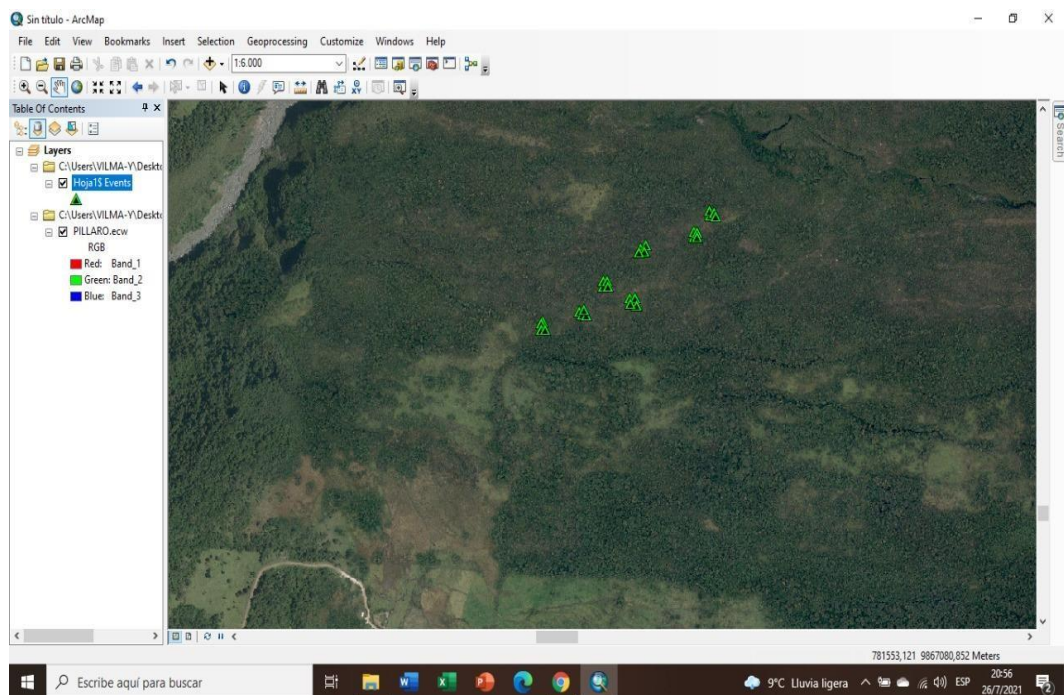 Sin título - ArcMap
File Edit View Bookmarks Insert Selection Geoprocessing Customize Windows Help
1:6.000
Table Of Contents
Layers
C:\Users\VILMA-Y\Deskto
Hoja1$ Events
C:\Users\VILMA-Y\Deskto
PILLARO.ecw
RGB
Red: Band_1
Green: Band_2
Blue: Band_3
Search
781553,121 9867080,852 Meters
Escribe aquí para buscar
9°C Lluvia ligera
ESP
20:56
26/7/2021